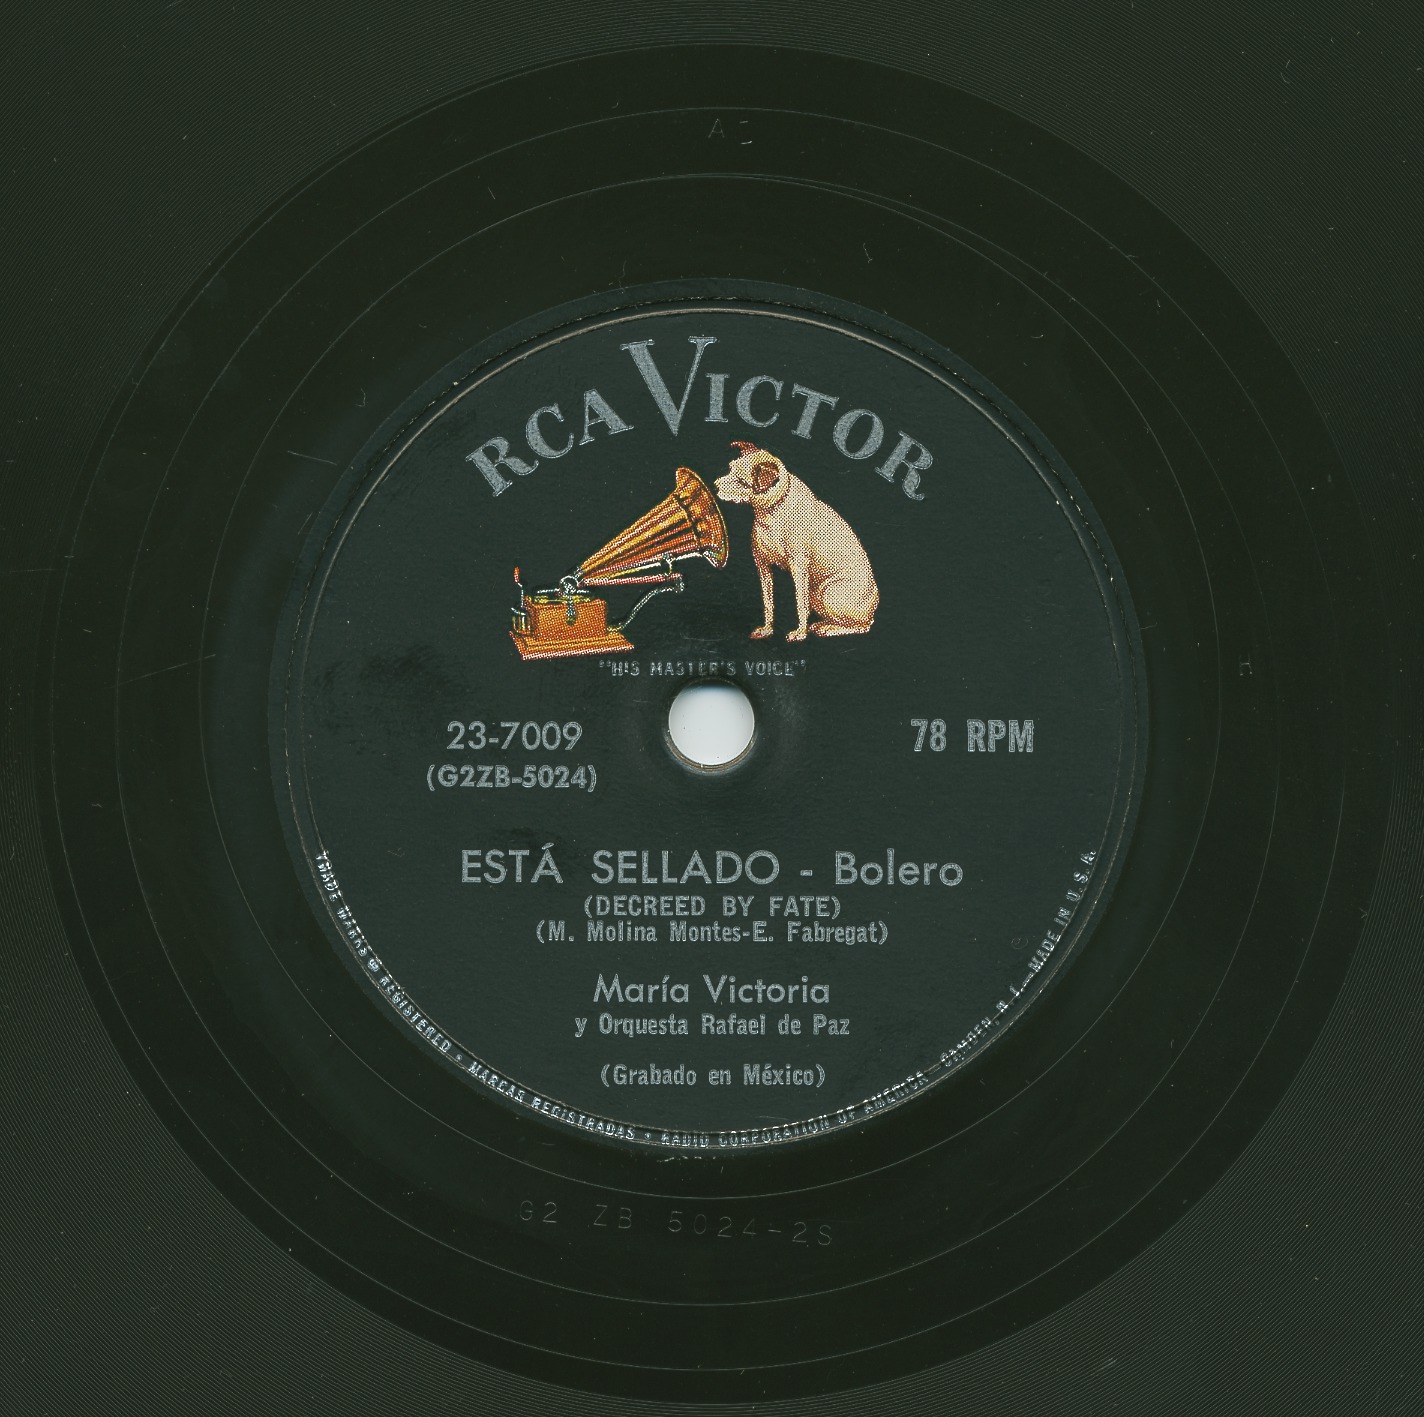 AE
RCA VICTOR
"HIS MASTER'S VOICE"
23-7009
78 RPM
(G2ZB-5024)
ESTÁ SELLADO - Bolero
(DECREED BY FATE)
(M. Molina Montes-E. Fabregat)
María Victoria
y Orquesta Rafael de Paz
(Grabado en México)
TRADE MARKS ® REGISTERED • MARCAS REGISTRADAS • RADIO CORPORATION OF AMERICA - CAMDEN, N. J. - MADE IN U.S.A.
H
G2 ZB 5024-2S